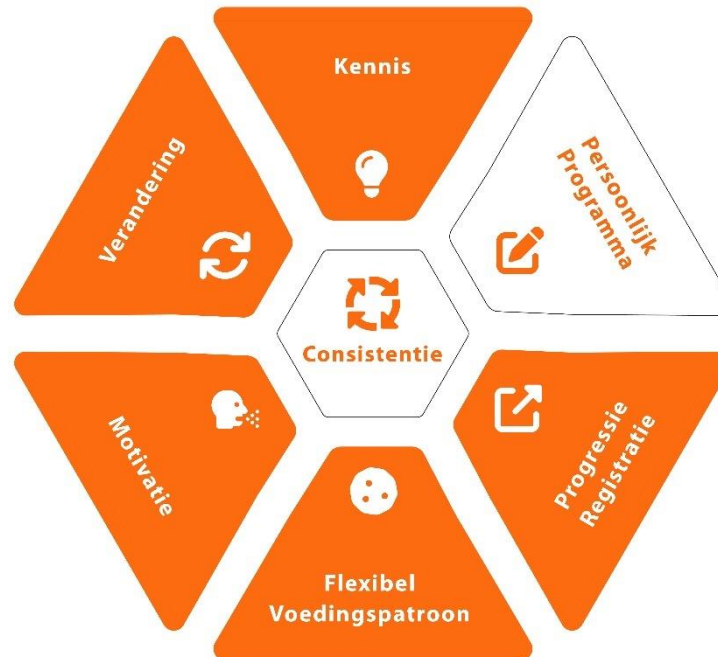 Kennis
Persoonlijk
Programma
Verandering
Consistentie
Motivatie
Progressie
Registratie
Flexibel
Voedingspatroon